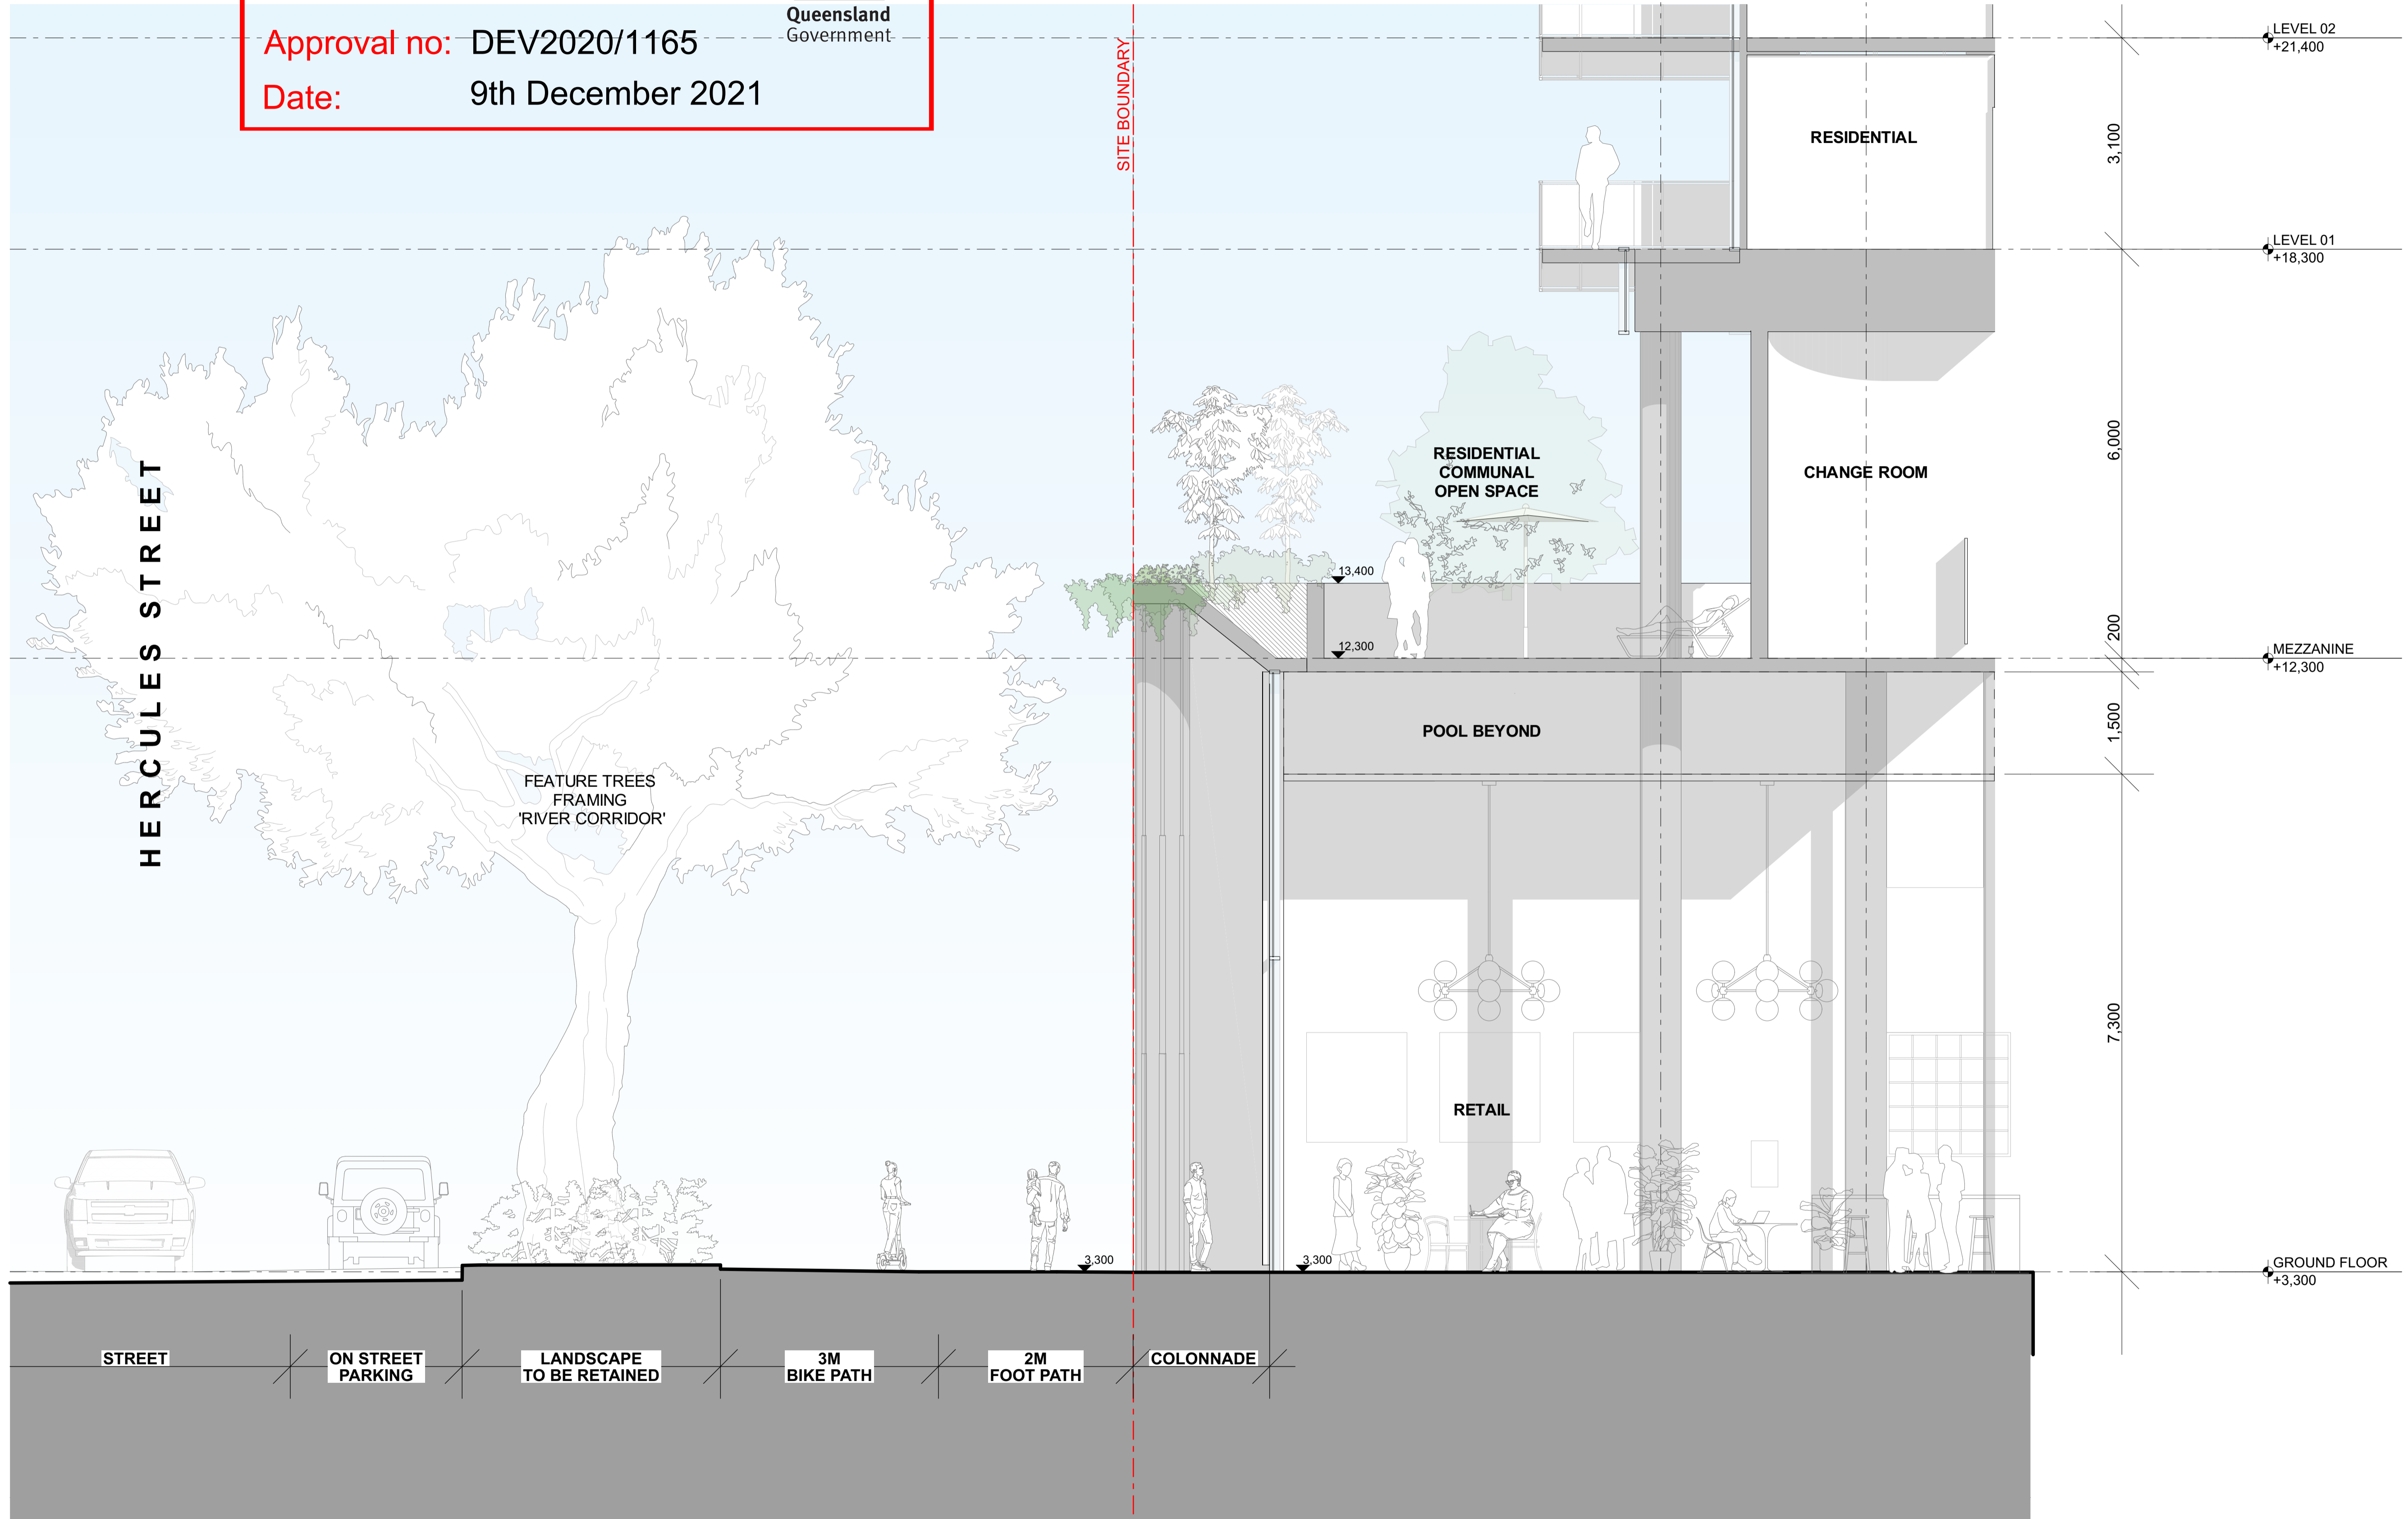 Queensland
Government
Approval no: DEV2020/1165
Date: 9th December 2021
SITE BOUNDARY
LEVEL 02
+21,400
RESIDENTIAL
3,100
LEVEL 01
+18,300
HERCULES STREET
RESIDENTIAL
COMMUNAL
OPEN SPACE
CHANGE ROOM
6,000
13,400
12,300
200
MEZZANINE
+12,300
POOL BEYOND
1,500
FEATURE TREES
FRAMING
'RIVER CORRIDOR'
7,300
RETAIL
3,300
3,300
GROUND FLOOR
+3,300
STREET
ON STREET
PARKING
LANDSCAPE
TO BE RETAINED
3M
BIKE PATH
2M
FOOT PATH
COLONNADE